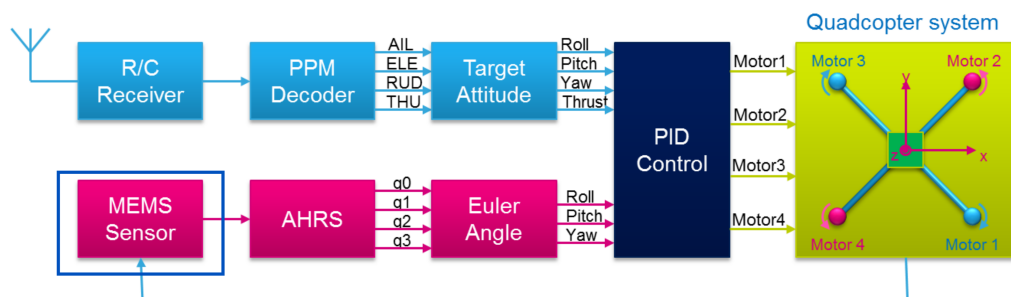 Quadcopter system
R/C
Receiver
PPM
Decoder
AIL
ELE
RUD
THU
Target
Attitude
Roll
Pitch
Yaw
Thrust
PID
Control
Motor1
Motor2
Motor3
Motor4
Motor 3
Motor 2
y
z
x
Motor 4
Motor 1
MEMS
Sensor
AHRS
q0
q1
q2
q3
Euler
Angle
Roll
Pitch
Yaw